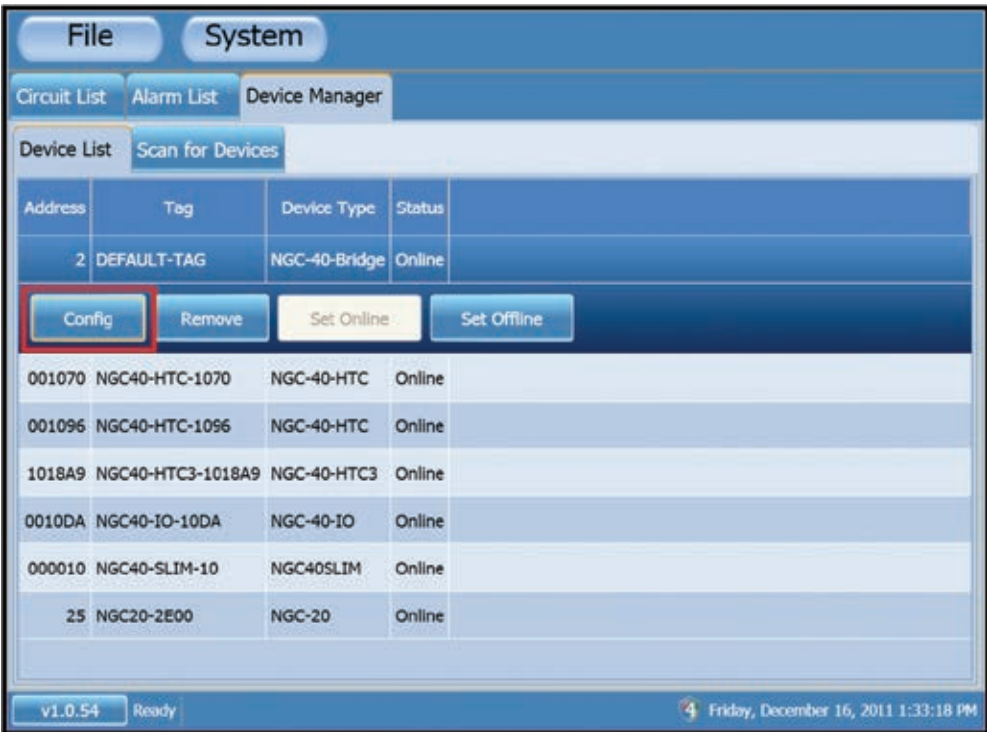 File System
Circuit List Alarm List Device Manager
Device List Scan for Devices
Address Tag Device Type Status
2 DEFAULT-TAG NGC-40-Bridge Online
Config Remove Set Online Set Offline
001070 NGC40-HTC-1070 NGC-40-HTC Online
001096 NGC40-HTC-1096 NGC-40-HTC Online
1018A9 NGC40-HTC3-1018A9 NGC-40-HTC3 Online
0010DA NGC40-IO-10DA NGC-40-IO Online
000010 NGC40-SLIM-10 NGC40SLIM Online
25 NGC20-2E00 NGC-20 Online
v1.0.54 Ready 4 Friday, December 16, 2011 1:33:18 PM